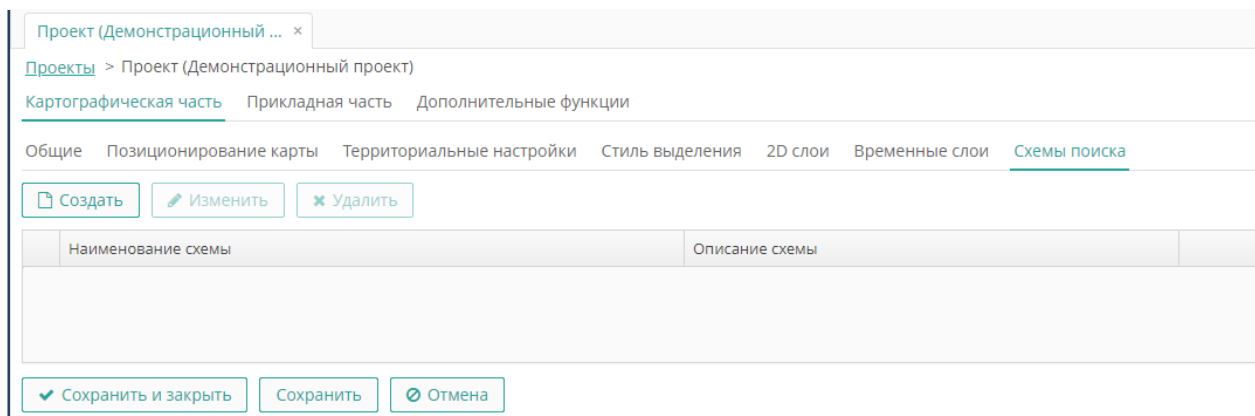 Проект (Демонстрационный ... ×
Проекты > Проект (Демонстрационный проект)
Картографическая часть Прикладная часть Дополнительные функции
Общие Позиционирование карты Территориальные настройки Стиль выделения 2D слои Временные слои Схемы поиска
Создать Изменить Удалить
Наименование схемы Описание схемы
Сохранить и закрыть Сохранить Отмена